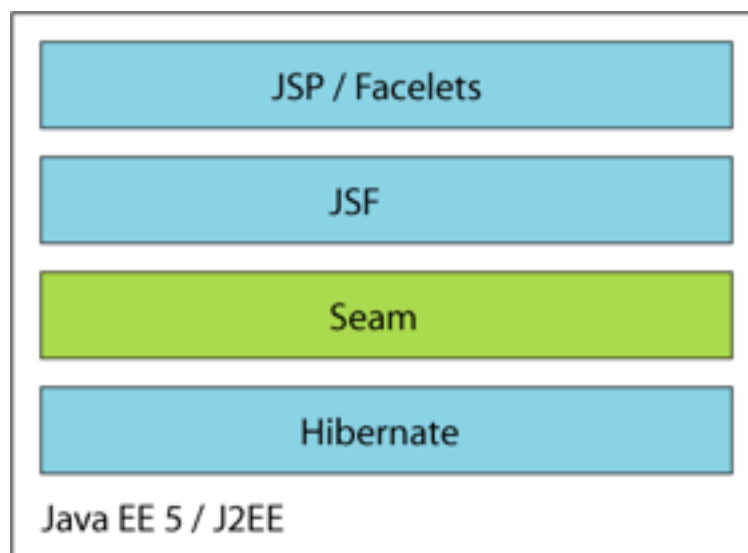 JSP / Facelets
JSF
Seam
Hibernate
Java EE 5 / J2EE